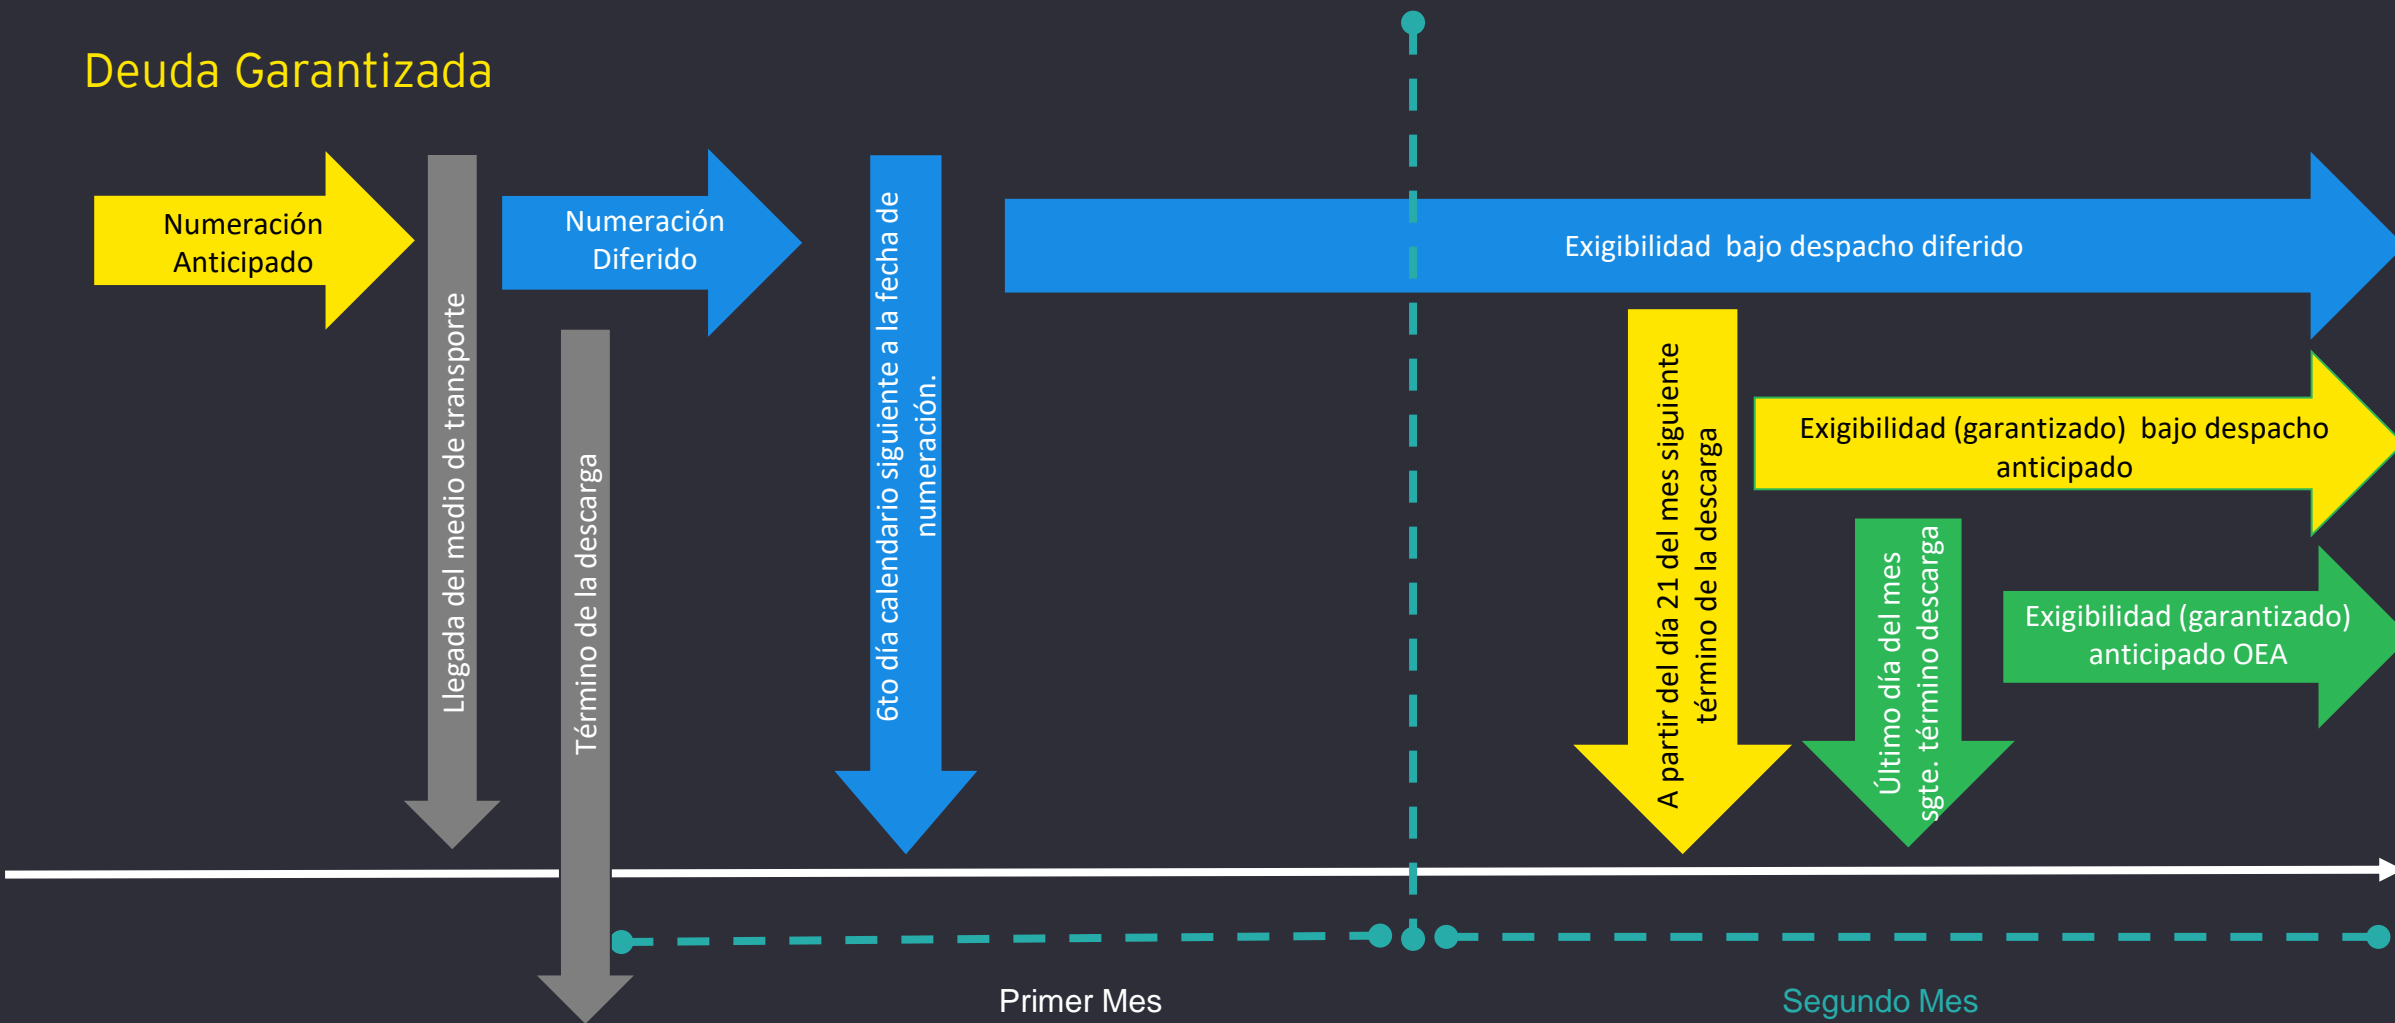 Deuda Garantizada
Numeración
Anticipado
Llegada del medio de transporte
Numeración
Diferido
Término de la descarga
6to día calendario siguiente a la fecha de
numeración.
Exigibilidad  bajo despacho diferido
A partir del día 21 del mes siguiente
término de la descarga
Exigibilidad (garantizado)  bajo despacho
anticipado
Último día del mes
sgte. término descarga
Exigibilidad (garantizado)
anticipado OEA
Primer Mes
Segundo Mes